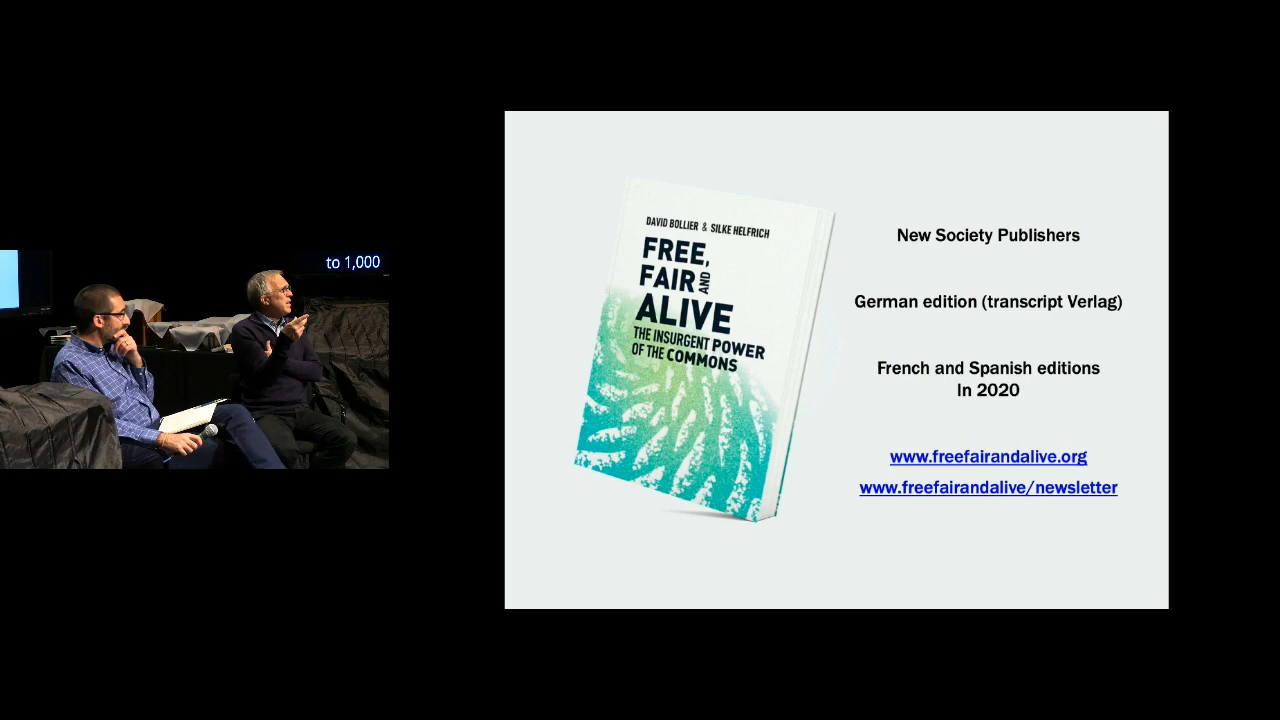 to 1,000
DAVID BOLLIER & SILKE HELFRICH
FREE,
FAIR AND
ALIVE
THE INSURGENT POWER
OF THE COMMONS
New Society Publishers
German edition (transcript Verlag)
French and Spanish editions
In 2020
www.freefairandalive.org
www.freefairandalive/newsletter